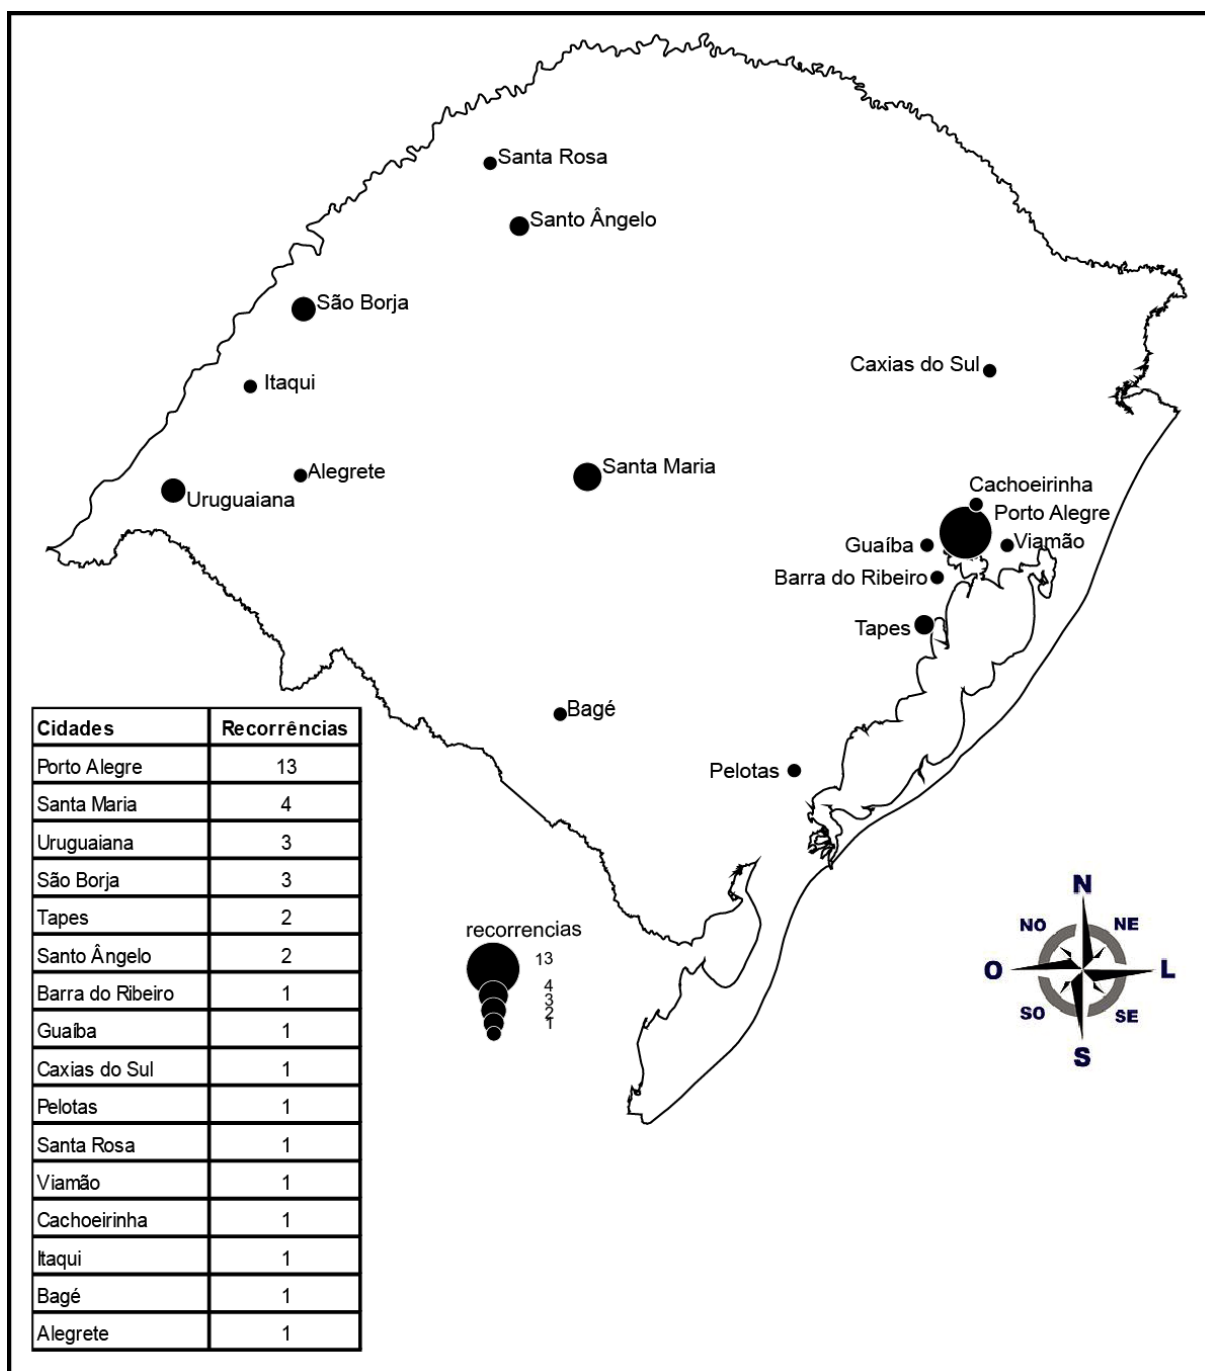 Santa Rosa
Santo Ângelo
São Borja
Itaqui
Caxias do Sul
Alegrete
Santa Maria
Uruguaiana
Cachoeirinha
Porto Alegre
Guaíba
Viamão
Barra do Ribeiro
Tapes
Bagé
Pelotas
Cidades Recorrências
Porto Alegre 13
Santa Maria 4
Uruguaiana 3
São Borja 3
Tapes 2
Santo Ângelo 2
Barra do Ribeiro 1
Guaíba 1
Caxias do Sul 1
Pelotas 1
Santa Rosa 1
Viamão 1
Cachoeirinha 1
Itaqui 1
Bagé 1
Alegrete 1
recorrencias
13
4
3
2
1
N
NO NE
O L
SO SE
S